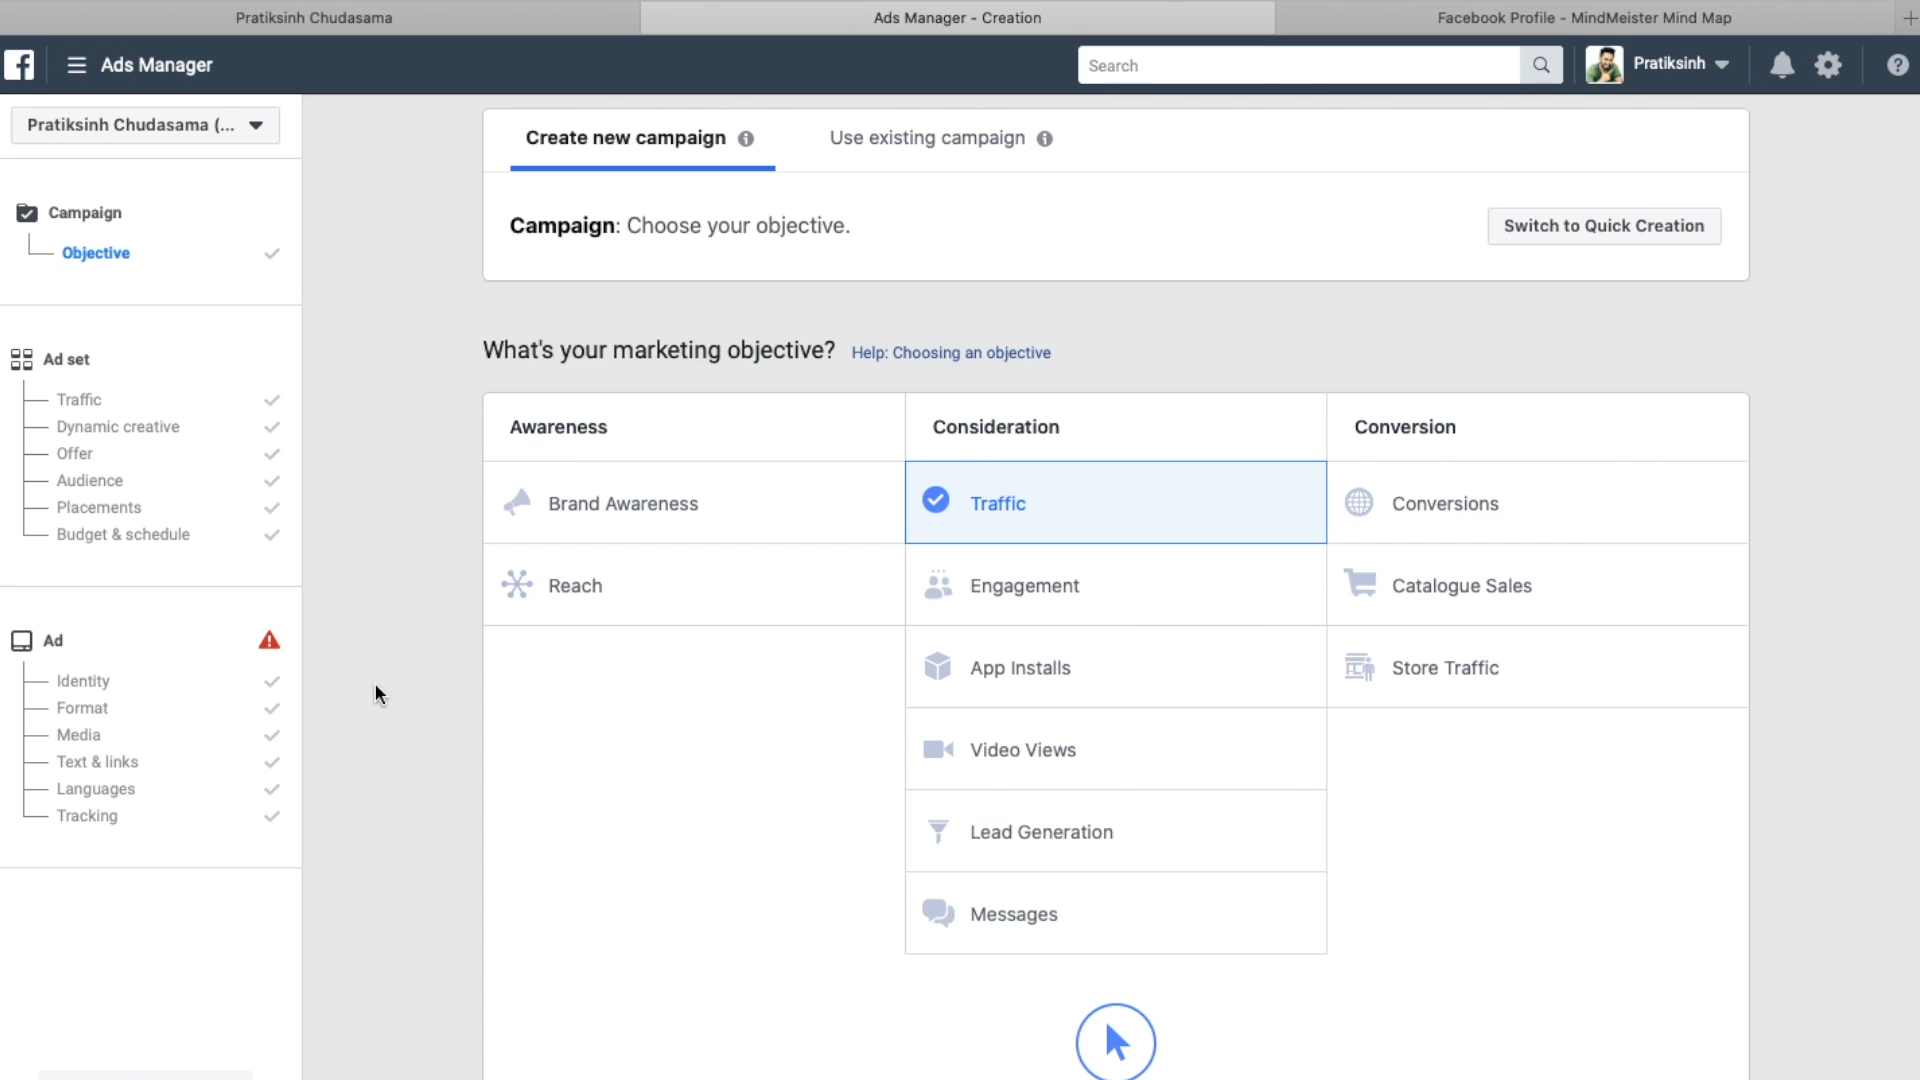 Pratiksinh Chudasama
Ads Manager - Creation
Facebook Profile - MindMeister Mind Map
Ads Manager
Search
Pratiksinh
Pratiksinh Chudasama (...
Campaign
Objective
Ad set
Traffic
Dynamic creative
Offer
Audience
Placements
Budget & schedule
Ad
Identity
Format
Media
Text & links
Languages
Tracking
Create new campaign
Use existing campaign
Campaign: Choose your objective.
Switch to Quick Creation
What's your marketing objective? Help: Choosing an objective
Awareness
Consideration
Conversion
Brand Awareness
Traffic
Conversions
Reach
Engagement
Catalogue Sales
App Installs
Store Traffic
Video Views
Lead Generation
Messages